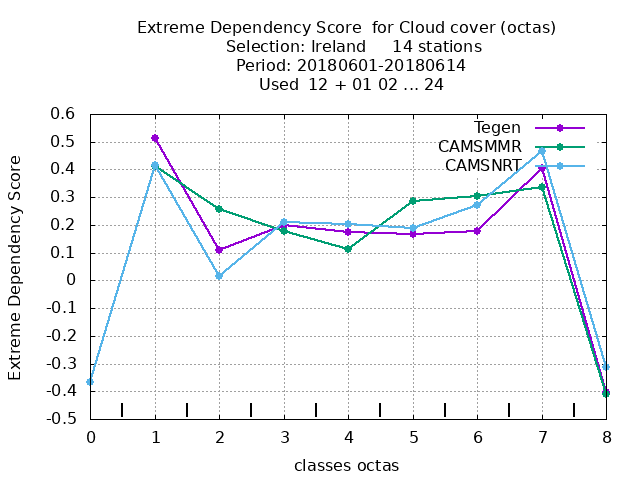 Extreme Dependency Score  for Cloud cover (octas)
Selection: Ireland     14 stations
Period: 20180601-20180614
Used  12 + 01 02 ... 24
Extreme Dependency Score
0.6
0.5
0.4
0.3
0.2
0.1
0
-0.1
-0.2
-0.3
-0.4
-0.5
Tegen
CAMSMMR
CAMSNRT
0 1 2 3 4 5 6 7 8
classes octas